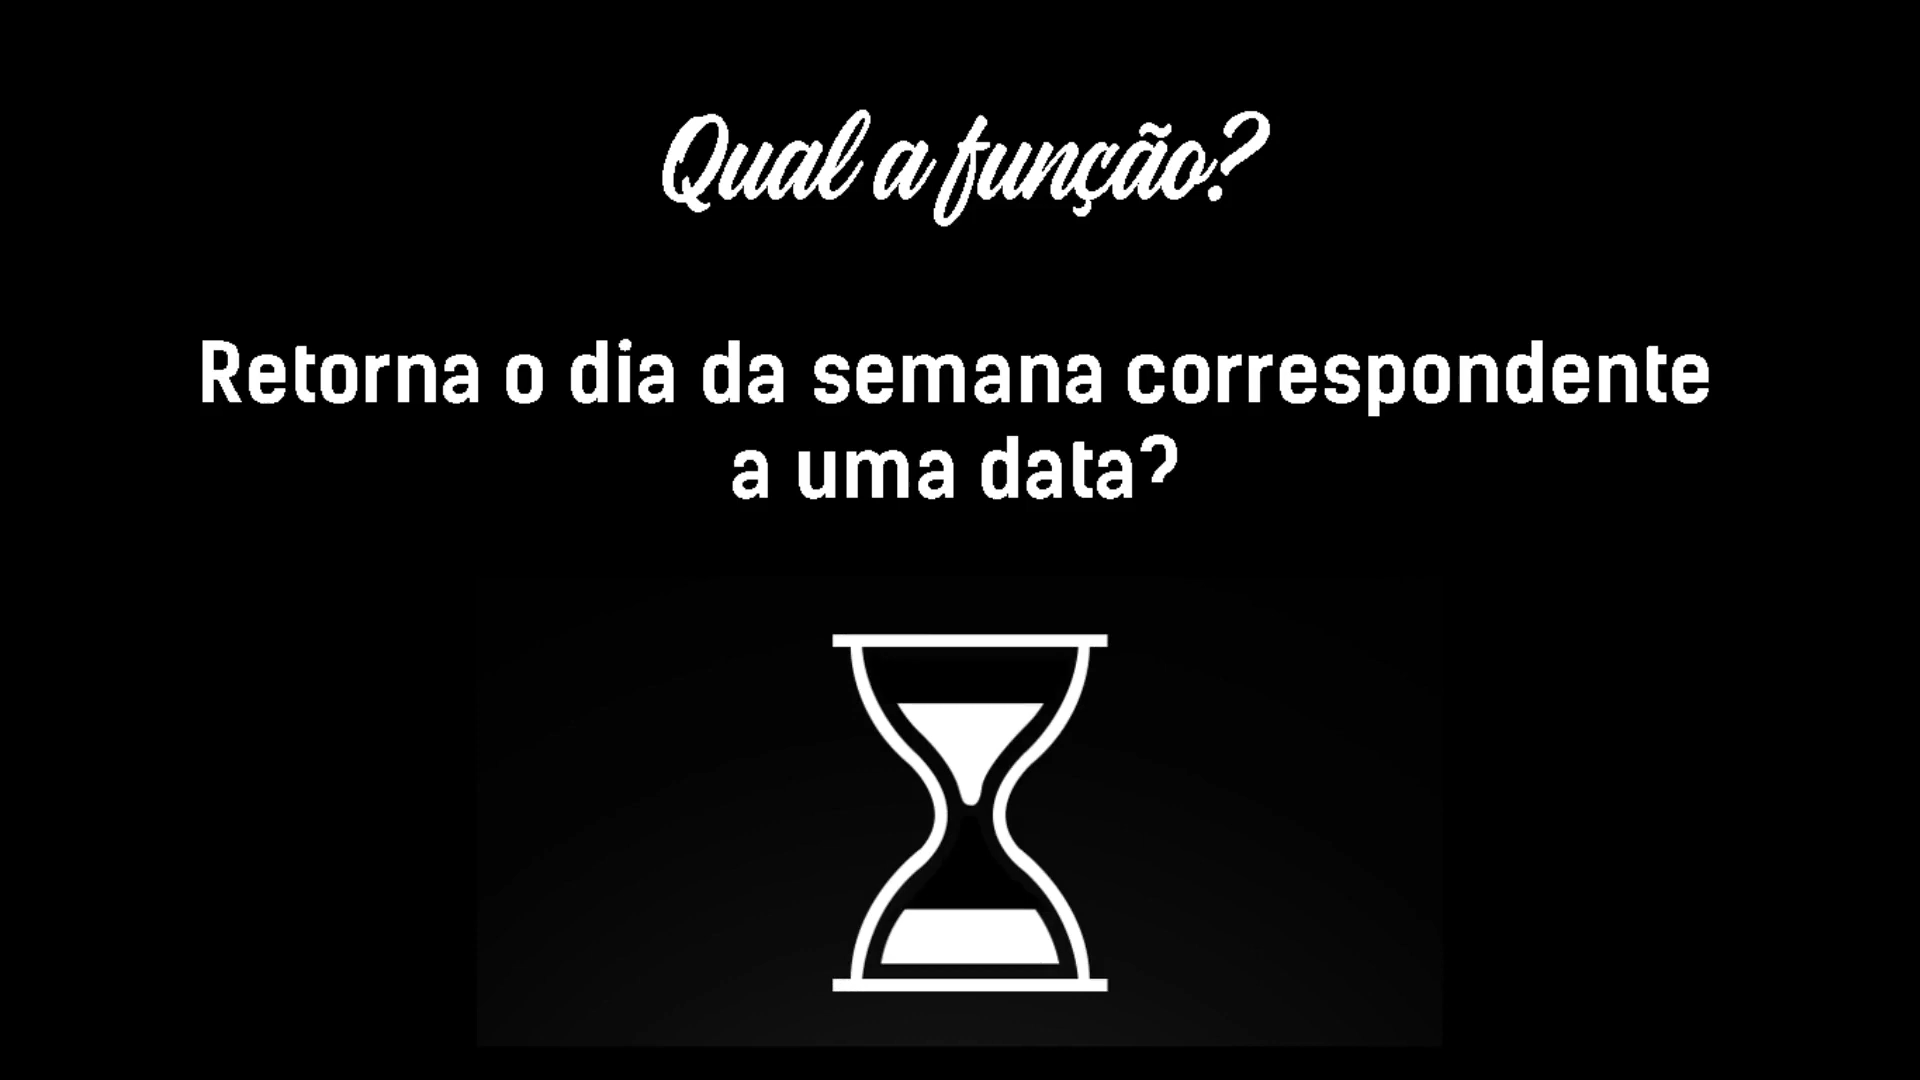 Qual a função?
Retorna o dia da semana correspondente
a uma data?